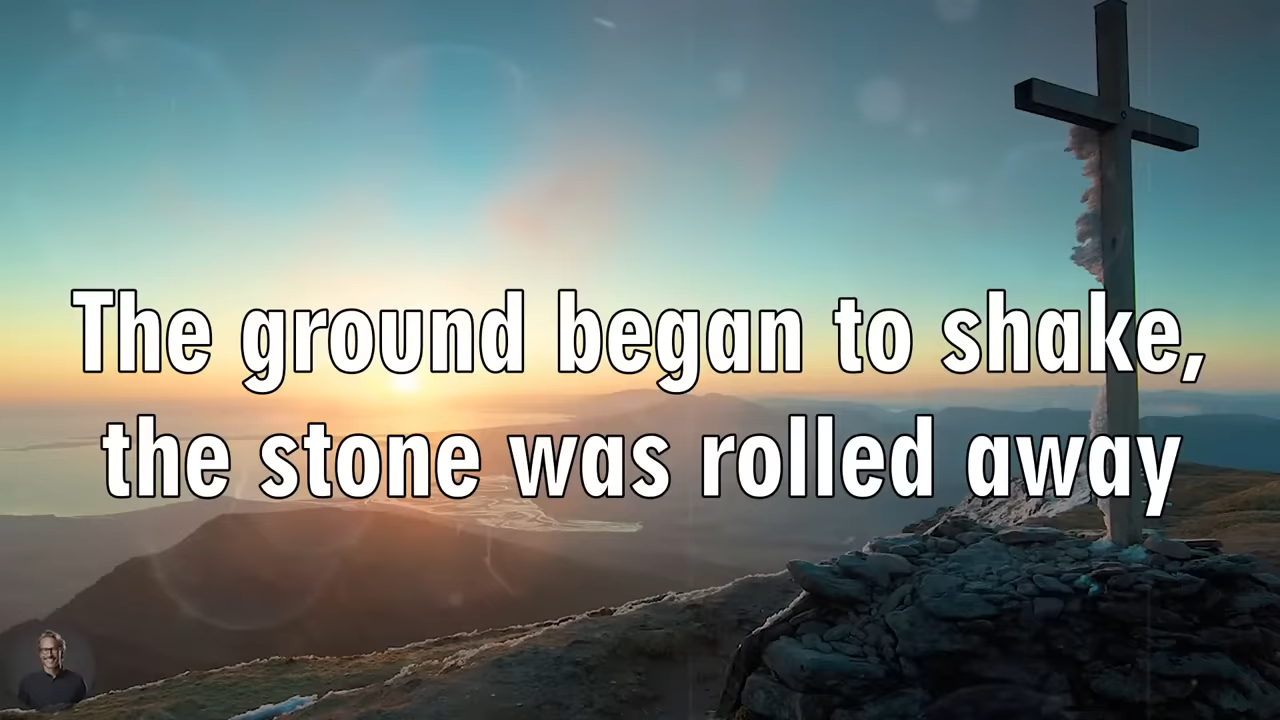 The ground began to shake,
the stone was rolled away